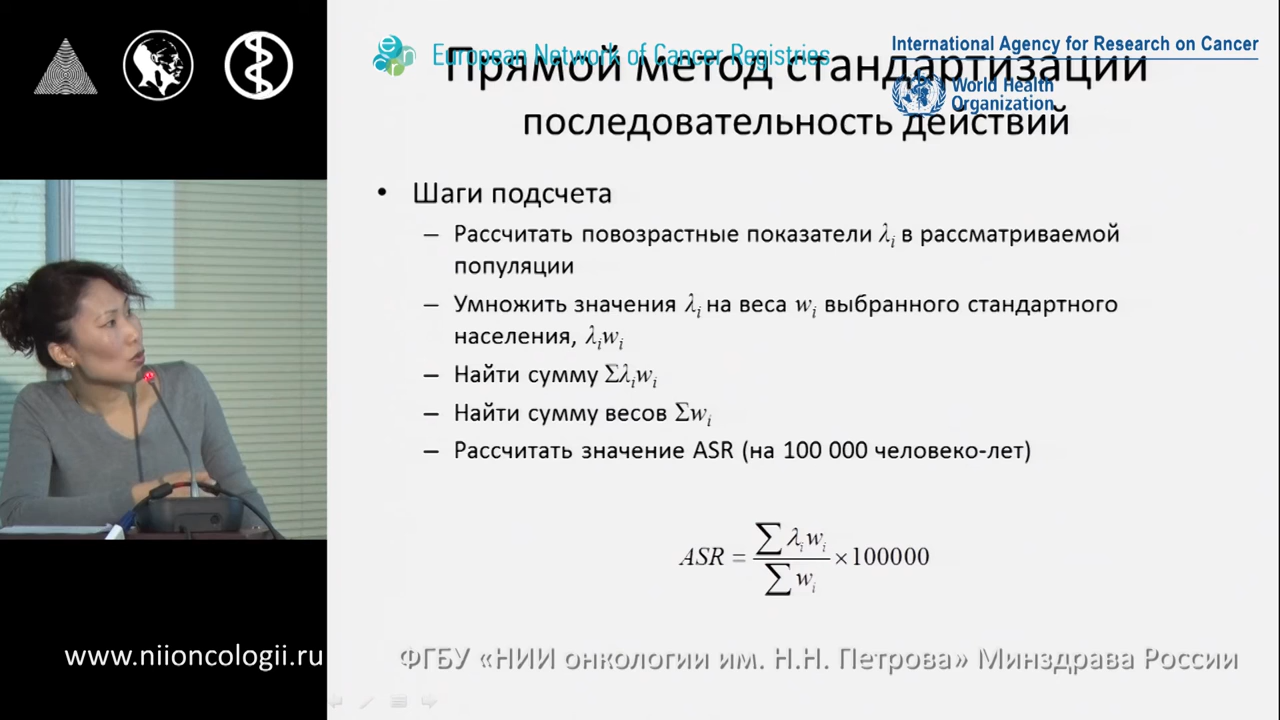 European Network of Cancer Registries
International Agency for Research on Cancer
World Health
Organization
Прямой метод стандартизации
последовательность действий
• Шаги подсчета
– Рассчитать повозрастные показатели λi в рассматриваемой
популяции
– Умножить значения λi на веса wi выбранного стандартного
населения, λiwi
– Найти сумму Σλiwi
– Найти сумму весов Σwi
– Рассчитать значение ASR (на 100 000 человеко-лет)
ASR = ∑ λi wi / ∑ wi × 100000
www.niioncologii.ru
ФГБУ «НИИ онкологии им. Н.Н. Петрова» Минздрава России